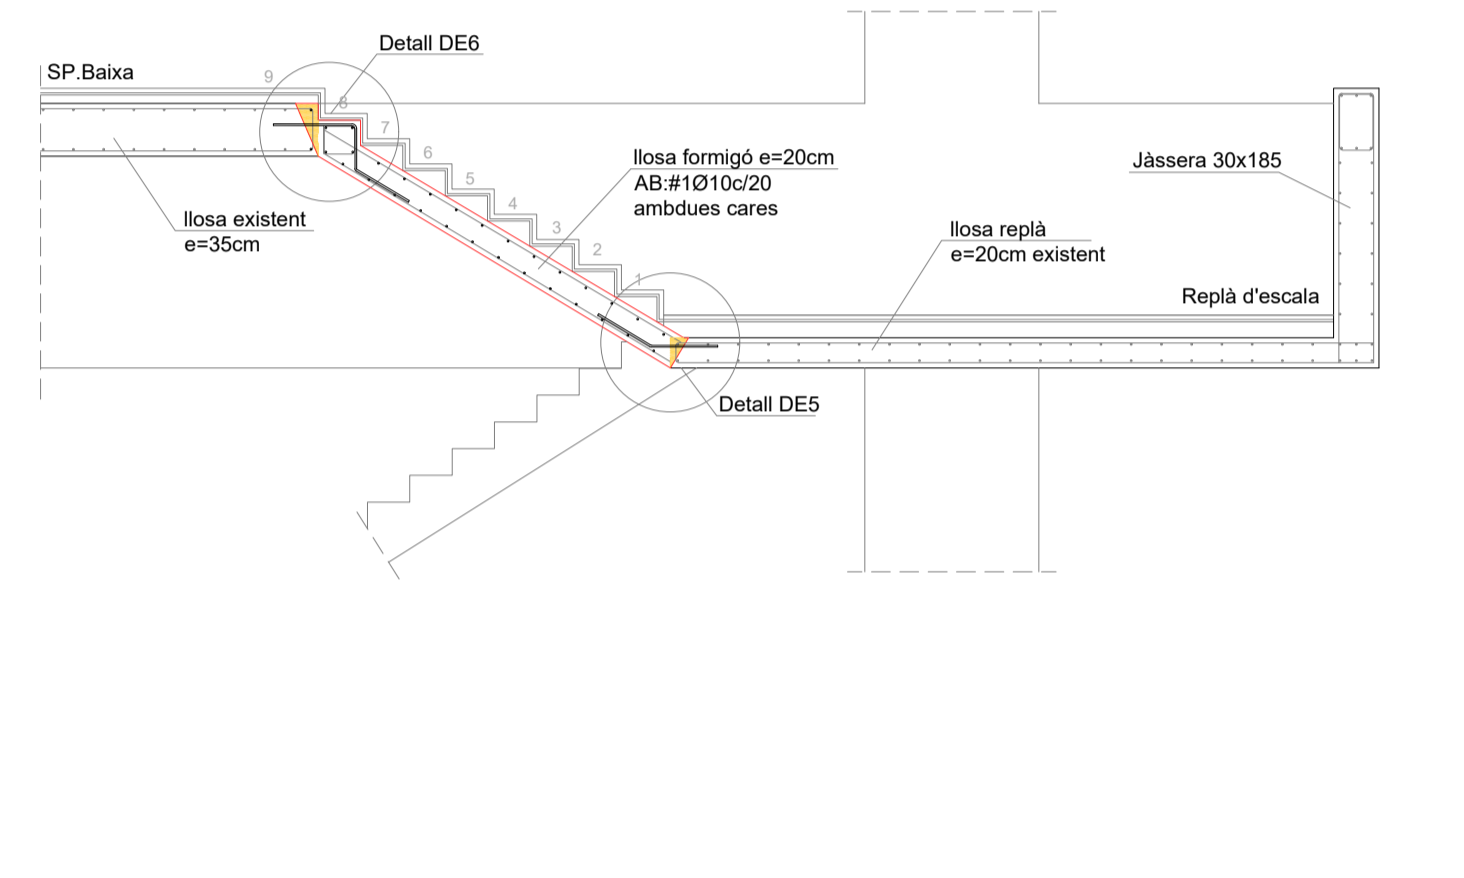 Detall DE6
SP.Baixa
9
8
7
6
5
4
3
2
1
llosa formigó e=20cm
AB:#1Ø10c/20
ambdues cares
Jàssera 30x185
llosa existent
e=35cm
llosa replà
e=20cm existent
Replà d'escala
Detall DE5